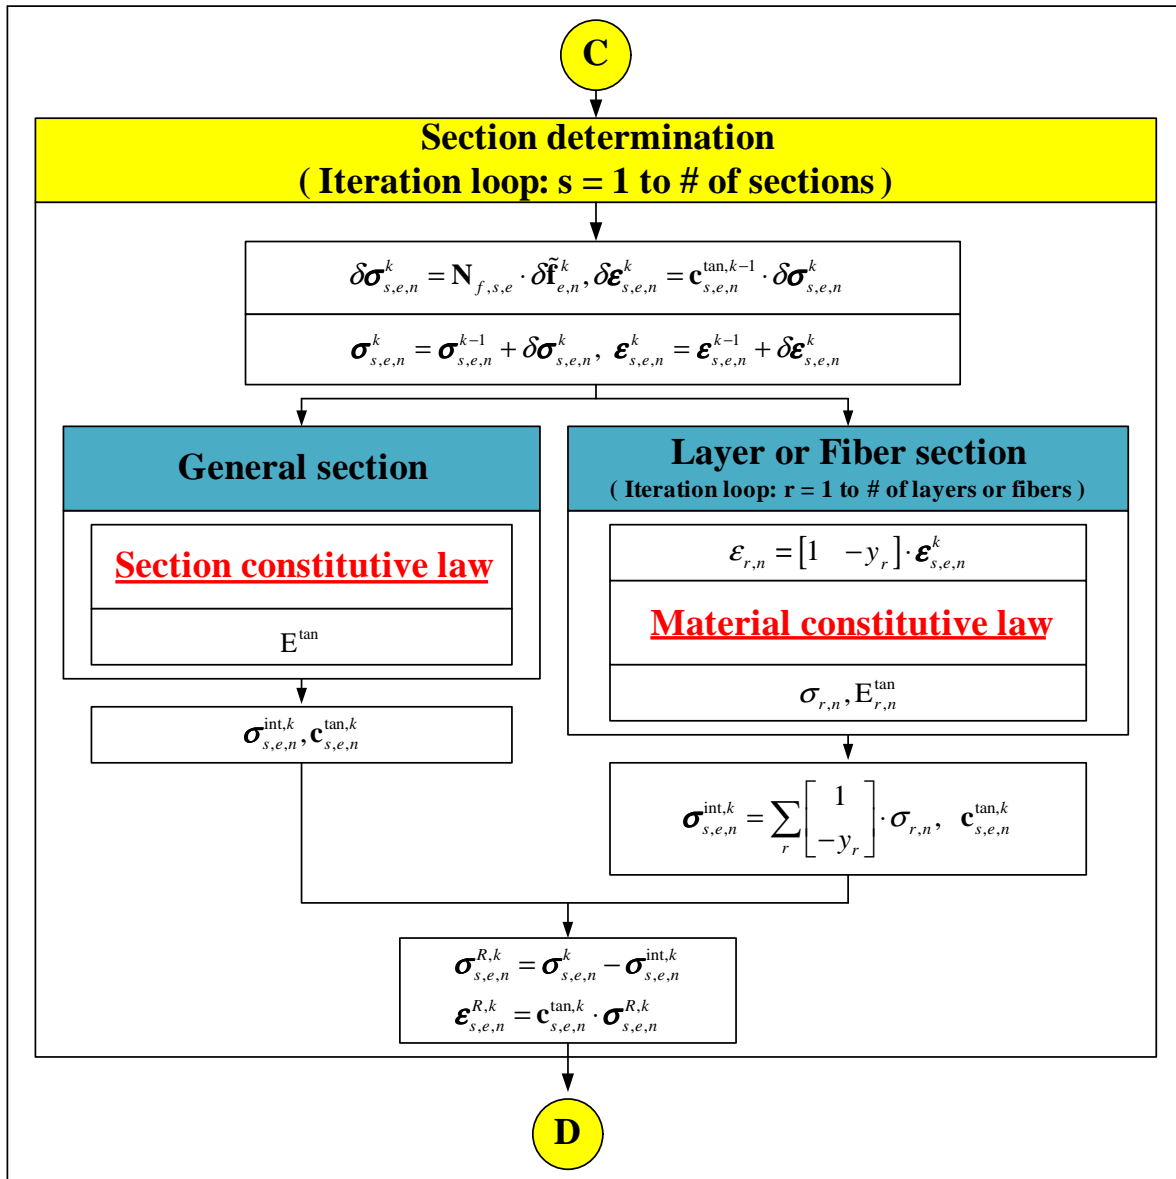 C
Section determination
( Iteration loop: s = 1 to # of sections )
δσ^k_{s,e,n} = N_{f,s,e} · δf̃^k_{e,n}, δε^k_{s,e,n} = c^{tan,k−1}_{s,e,n} · δσ^k_{s,e,n}
σ^k_{s,e,n} = σ^{k−1}_{s,e,n} + δσ^k_{s,e,n}, ε^k_{s,e,n} = ε^{k−1}_{s,e,n} + δε^k_{s,e,n}
General section
Section constitutive law
E^{tan}
σ^{int,k}_{s,e,n}, c^{tan,k}_{s,e,n}
Layer or Fiber section
( Iteration loop: r = 1 to # of layers or fibers )
ε_{r,n} = [1 −y_r] · ε^k_{s,e,n}
Material constitutive law
σ_{r,n}, E^{tan}_{r,n}
σ^{int,k}_{s,e,n} = ∑_r [1; −y_r] · σ_{r,n}, c^{tan,k}_{s,e,n}
σ^{R,k}_{s,e,n} = σ^k_{s,e,n} − σ^{int,k}_{s,e,n}
ε^{R,k}_{s,e,n} = c^{tan,k}_{s,e,n} · σ^{R,k}_{s,e,n}
D